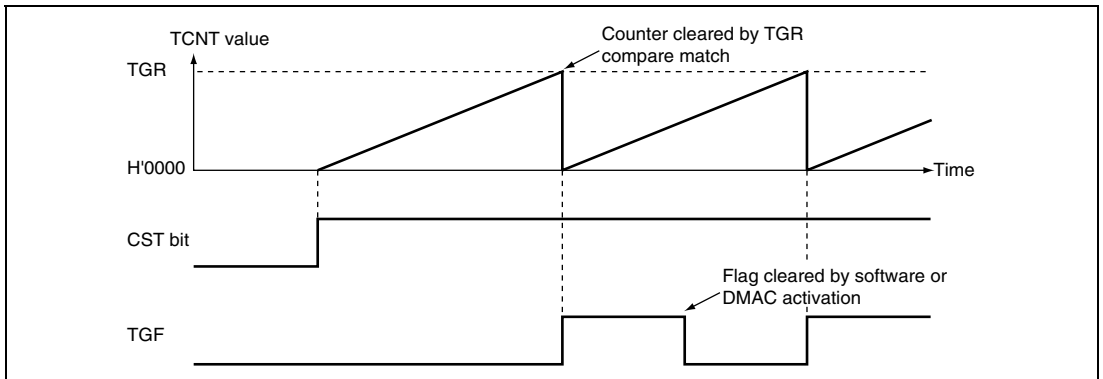 TCNT value
Counter cleared by TGR
compare match
TGR
H'0000
Time
CST bit
Flag cleared by software or
DMAC activation
TGF